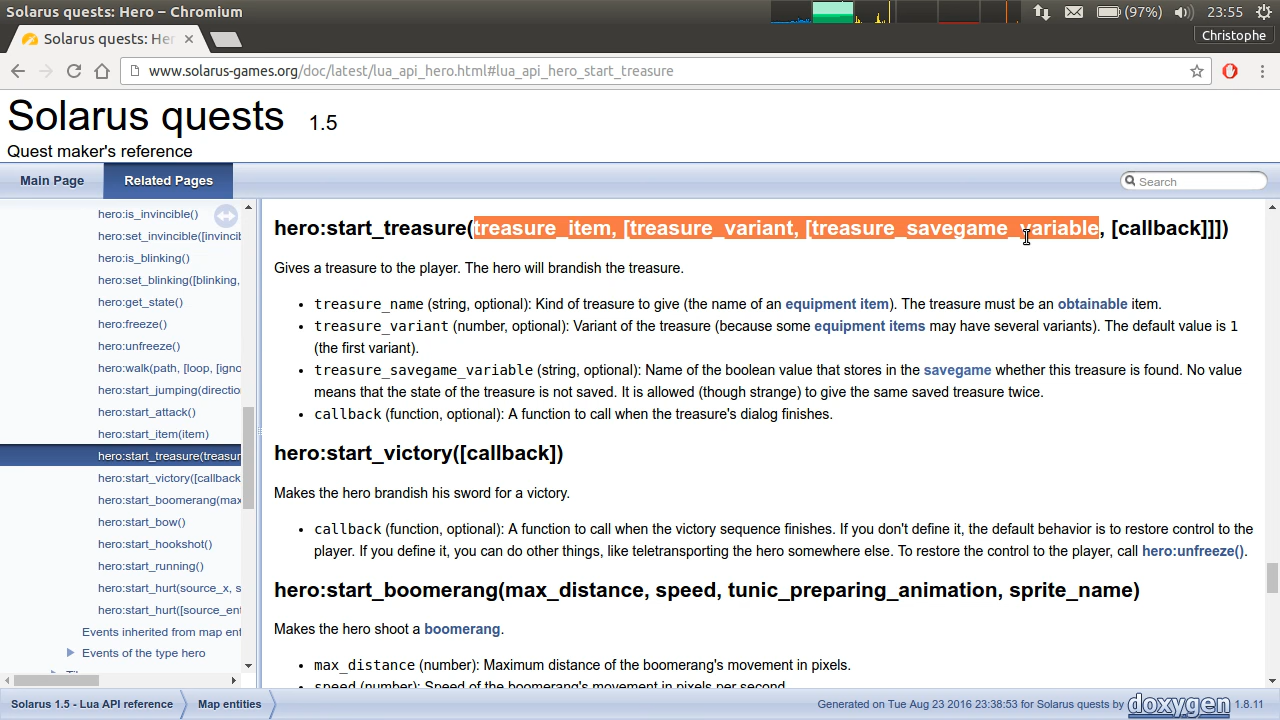 Solarus quests: Hero – Chromium
(97%)
23:55
Solarus quests: Her
Christophe
www.solarus-games.org/doc/latest/lua_api_hero.html#lua_api_hero_start_treasure
Solarus quests 1.5
Quest maker's reference
Main Page
Related Pages
Search
hero:is_invincible()
hero:set_invincible([invincib
hero:is_blinking()
hero:set_blinking([blinking,
hero:get_state()
hero:freeze()
hero:unfreeze()
hero:walk(path, [loop, [igno
hero:start_jumping(directio
hero:start_attack()
hero:start_item(item)
hero:start_treasure(treasur
hero:start_victory([callback
hero:start_boomerang(max
hero:start_bow()
hero:start_hookshot()
hero:start_running()
hero:start_hurt(source_x, s
hero:start_hurt([source_ent
Events inherited from map ent
Events of the type hero
hero:start_treasure(treasure_item, [treasure_variant, [treasure_savegame_variable, [callback]]])
Gives a treasure to the player. The hero will brandish the treasure.
• treasure_name (string, optional): Kind of treasure to give (the name of an equipment item). The treasure must be an obtainable item.
• treasure_variant (number, optional): Variant of the treasure (because some equipment items may have several variants). The default value is 1
(the first variant).
• treasure_savegame_variable (string, optional): Name of the boolean value that stores in the savegame whether this treasure is found. No value
means that the state of the treasure is not saved. It is allowed (though strange) to give the same saved treasure twice.
• callback (function, optional): A function to call when the treasure's dialog finishes.
hero:start_victory([callback])
Makes the hero brandish his sword for a victory.
• callback (function, optional): A function to call when the victory sequence finishes. If you don't define it, the default behavior is to restore control to the
player. If you define it, you can do other things, like teletransporting the hero somewhere else. To restore the control to the player, call hero:unfreeze().
hero:start_boomerang(max_distance, speed, tunic_preparing_animation, sprite_name)
Makes the hero shoot a boomerang.
• max_distance (number): Maximum distance of the boomerang's movement in pixels.
• speed (number): Speed of the boomerang's movement in pixels per second.
Solarus 1.5 - Lua API reference
Map entities
Generated on Tue Aug 23 2016 23:38:53 for Solarus quests by doxygen 1.8.11